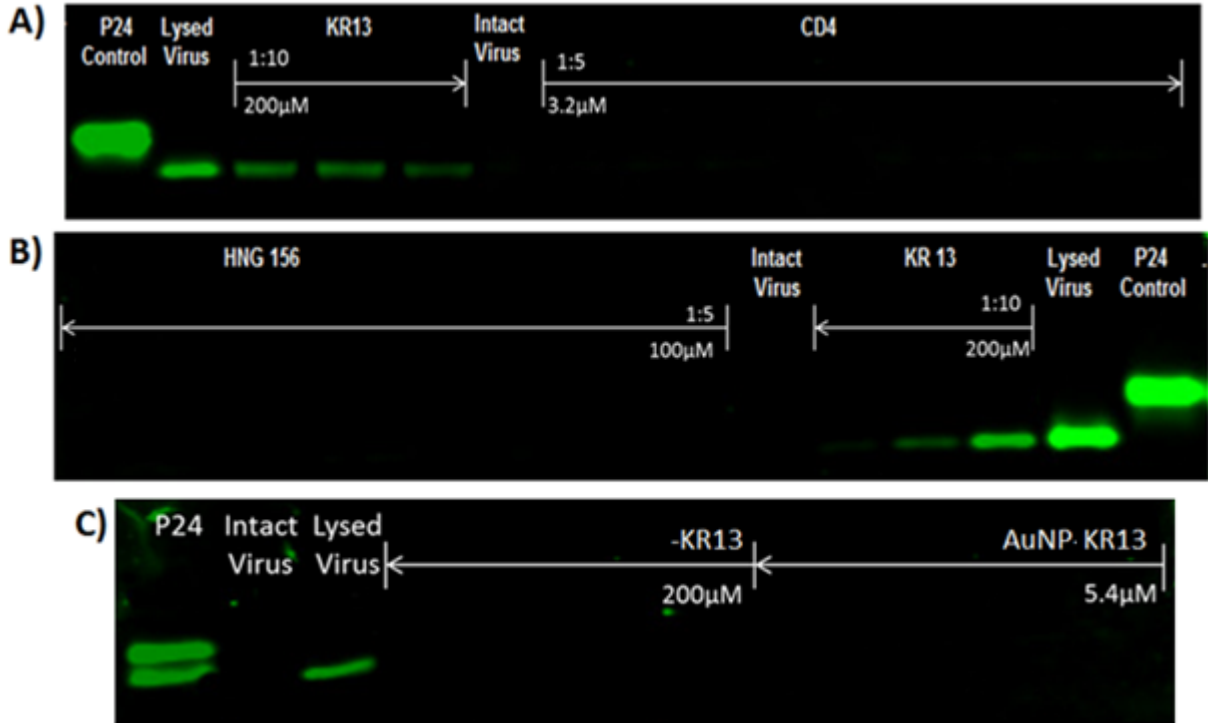 A)
P24 Control
Lysed Virus
KR13
1:10
200µM
Intact Virus
CD4
1:5
3.2µM
B)
HNG 156
1:5
100µM
Intact Virus
KR 13
1:10
200µM
Lysed Virus
P24 Control
C)
P24
Intact Virus
Lysed Virus
-KR13
200µM
AuNP· KR13
5.4µM